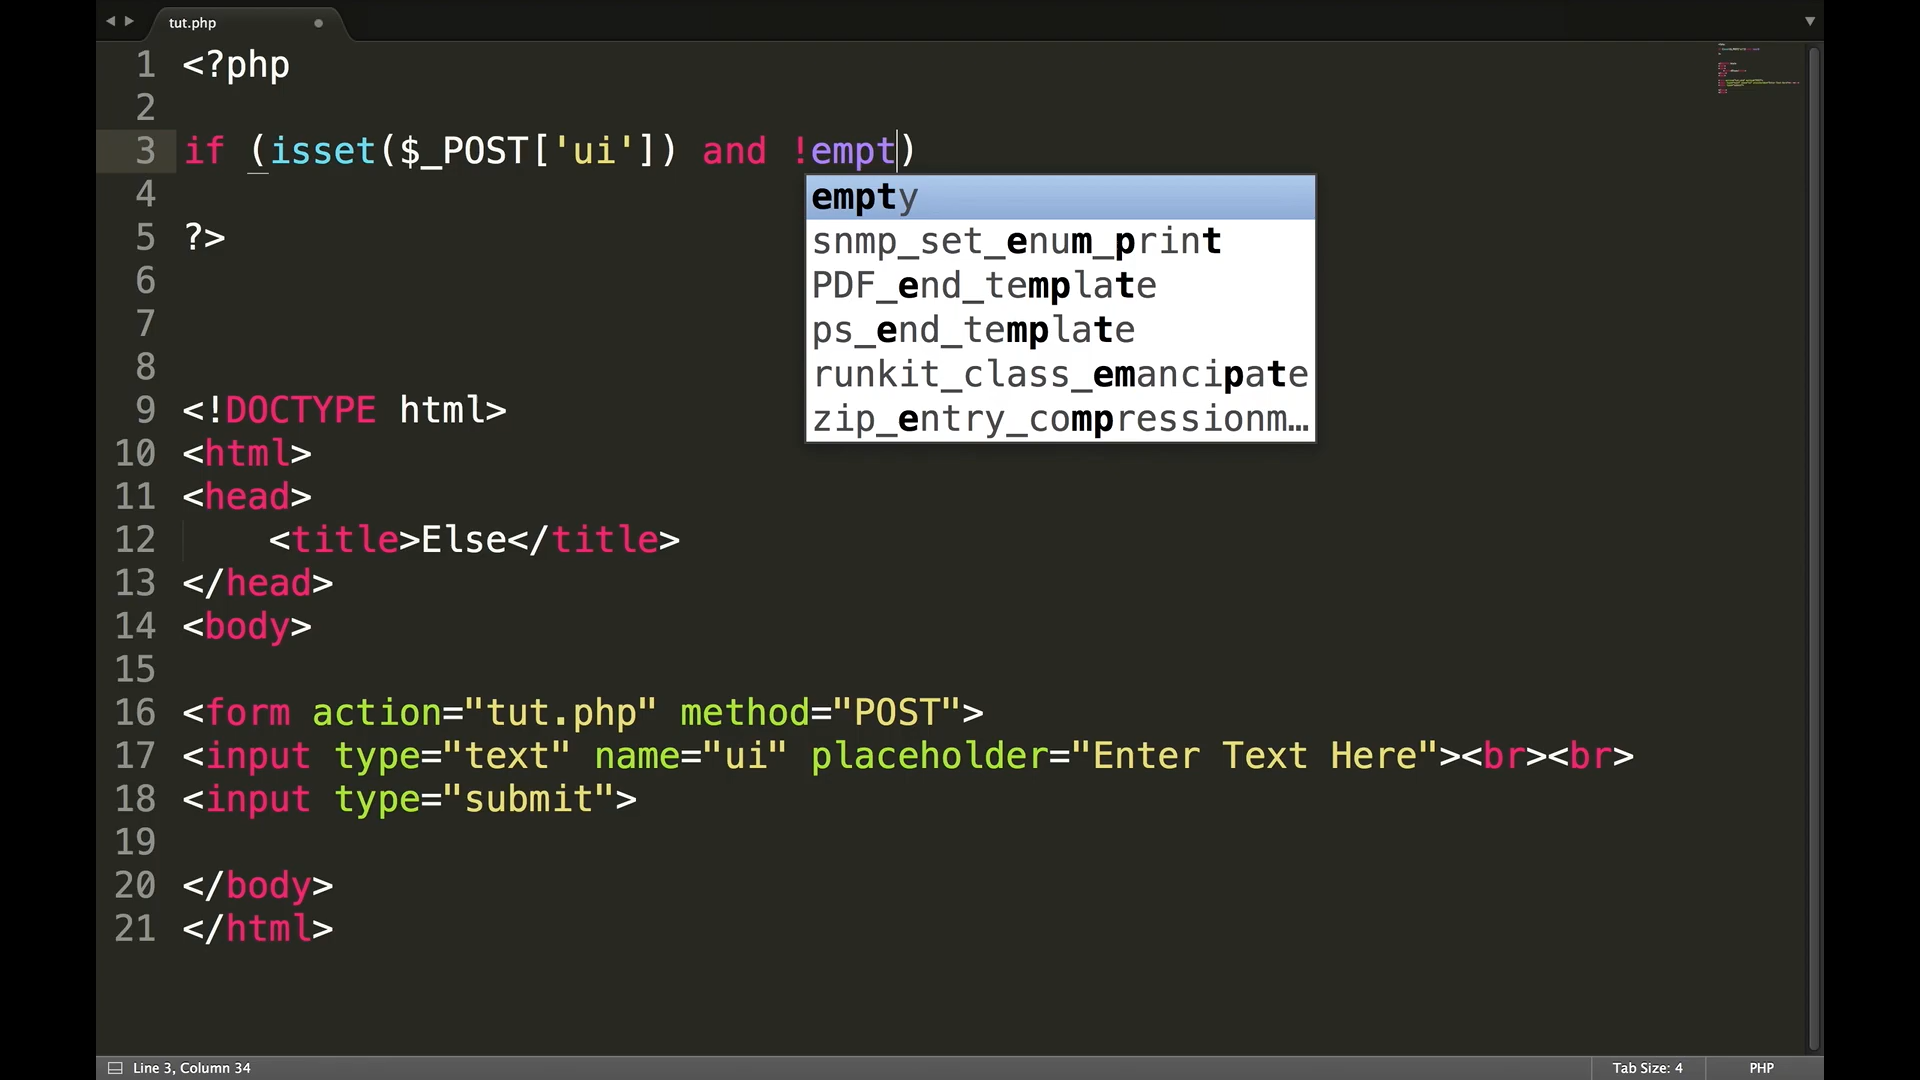 tut.php
1 <?php
2
3 if (isset($_POST['ui']) and !empt)
empty
4
snmp_set_enum_print
5 ?>
PDF_end_template
6
ps_end_template
7
runkit_class_emancipate
8
zip_entry_compressionm…
9 <!DOCTYPE html>
10 <html>
11 <head>
12     <title>Else</title>
13 </head>
14 <body>
15
16 <form action="tut.php" method="POST">
17 <input type="text" name="ui" placeholder="Enter Text Here"><br><br>
18 <input type="submit">
19
20 </body>
21 </html>
Line 3, Column 34
Tab Size: 4
PHP